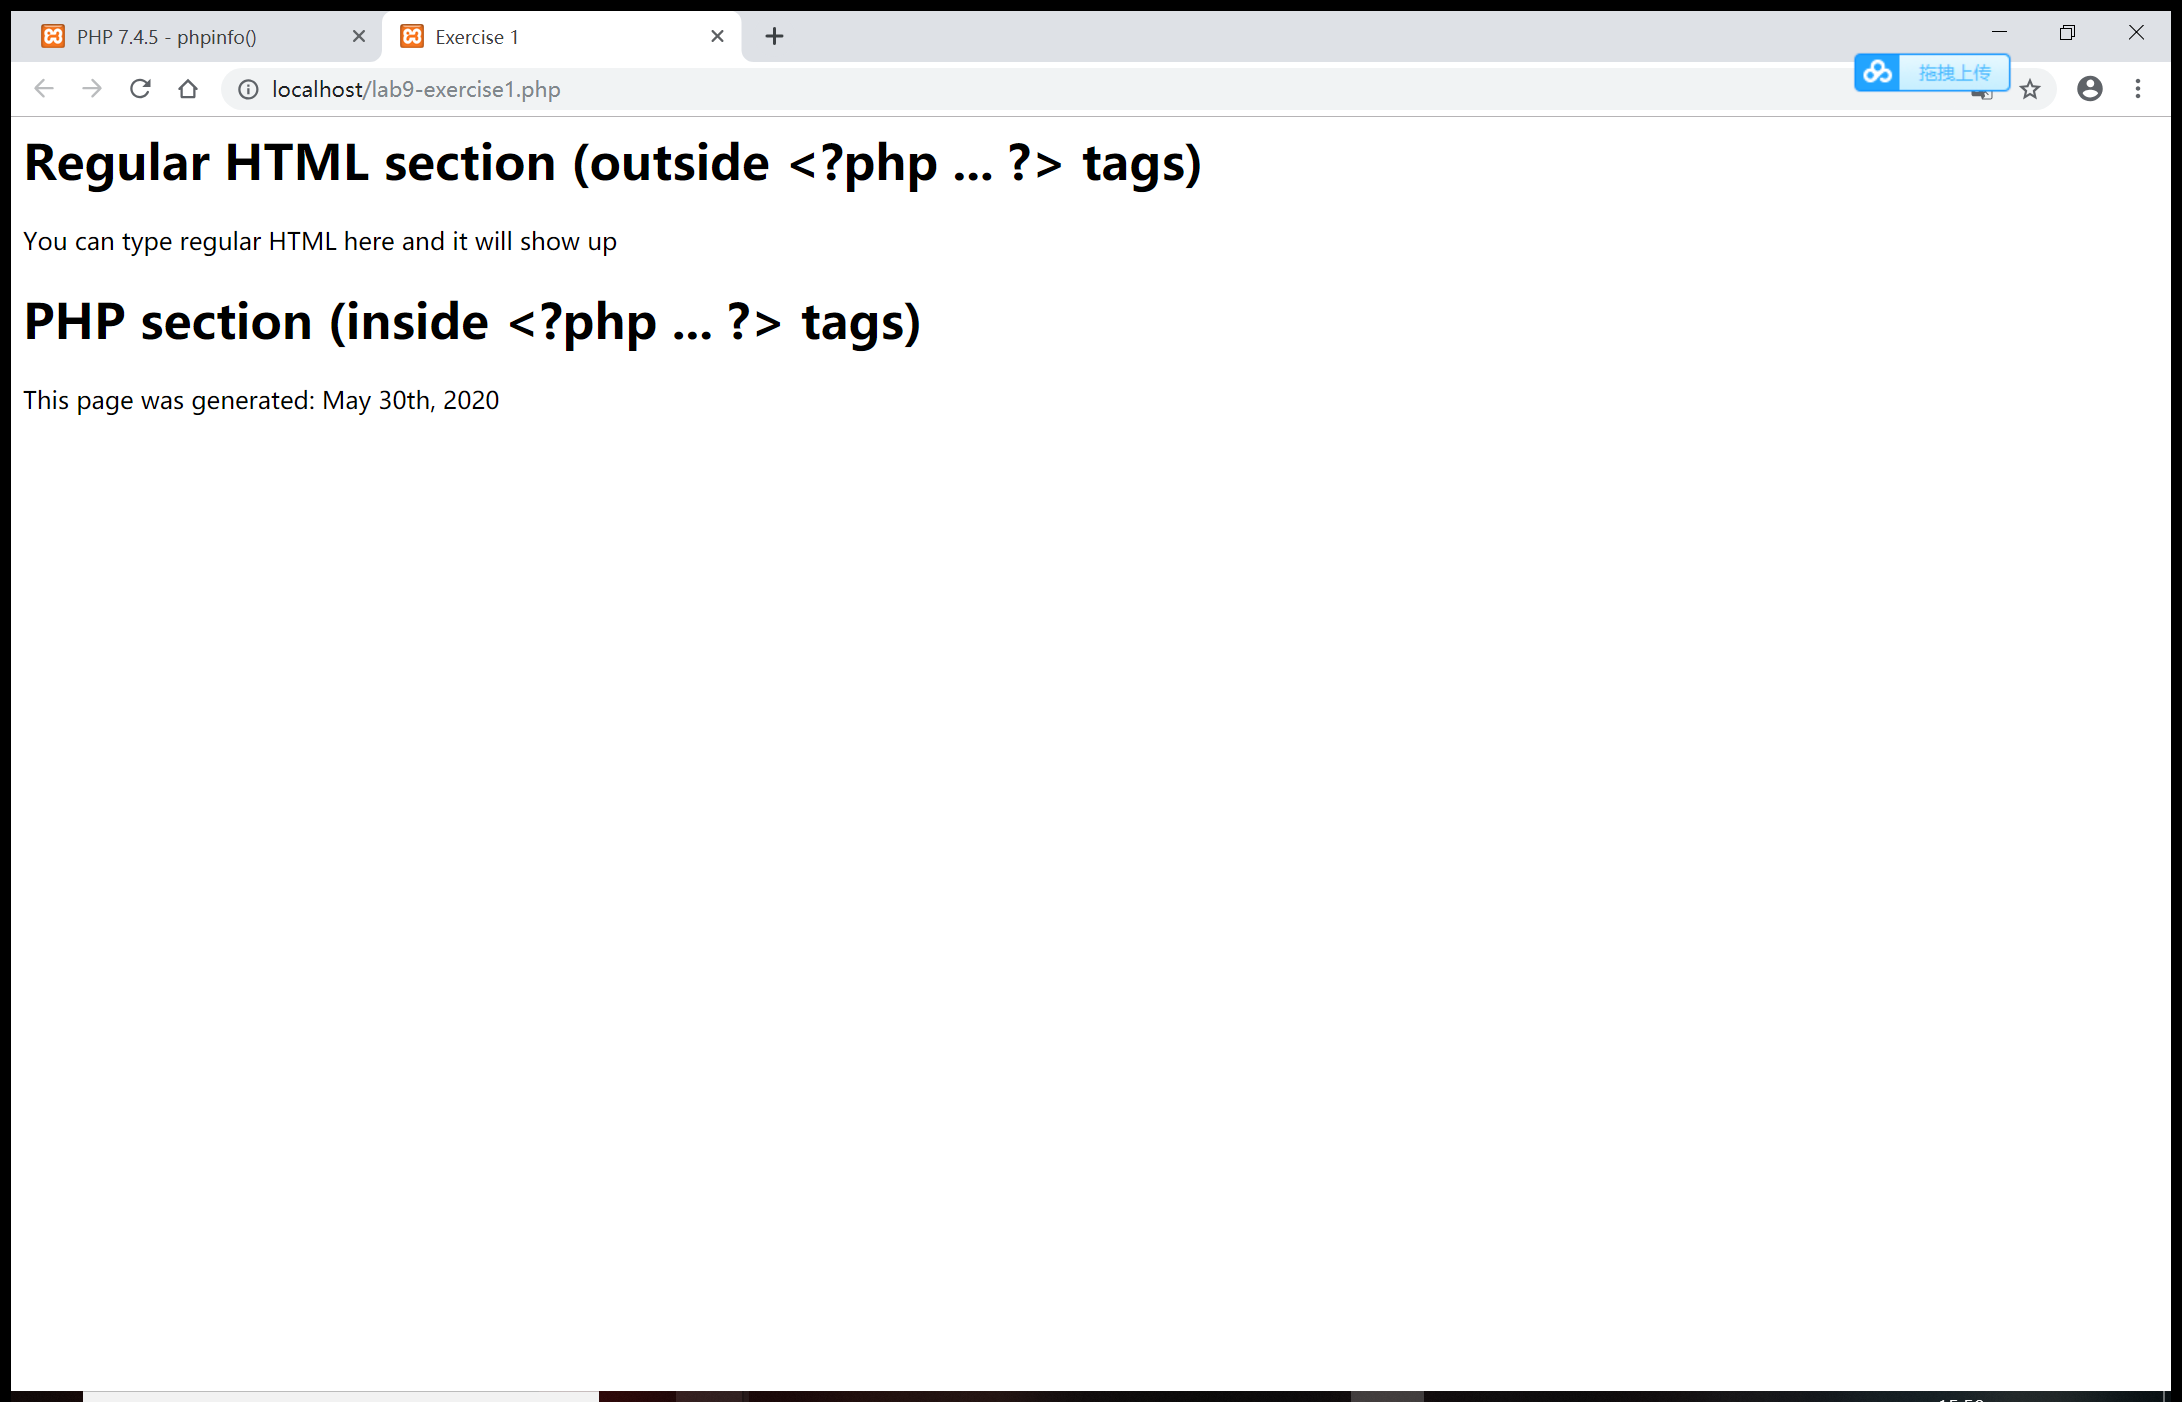 PHP 7.4.5 - phpinfo()
Exercise 1
localhost/lab9-exercise1.php
拖拽上传
Regular HTML section (outside <?php ... ?> tags)
You can type regular HTML here and it will show up
PHP section (inside <?php ... ?> tags)
This page was generated: May 30th, 2020